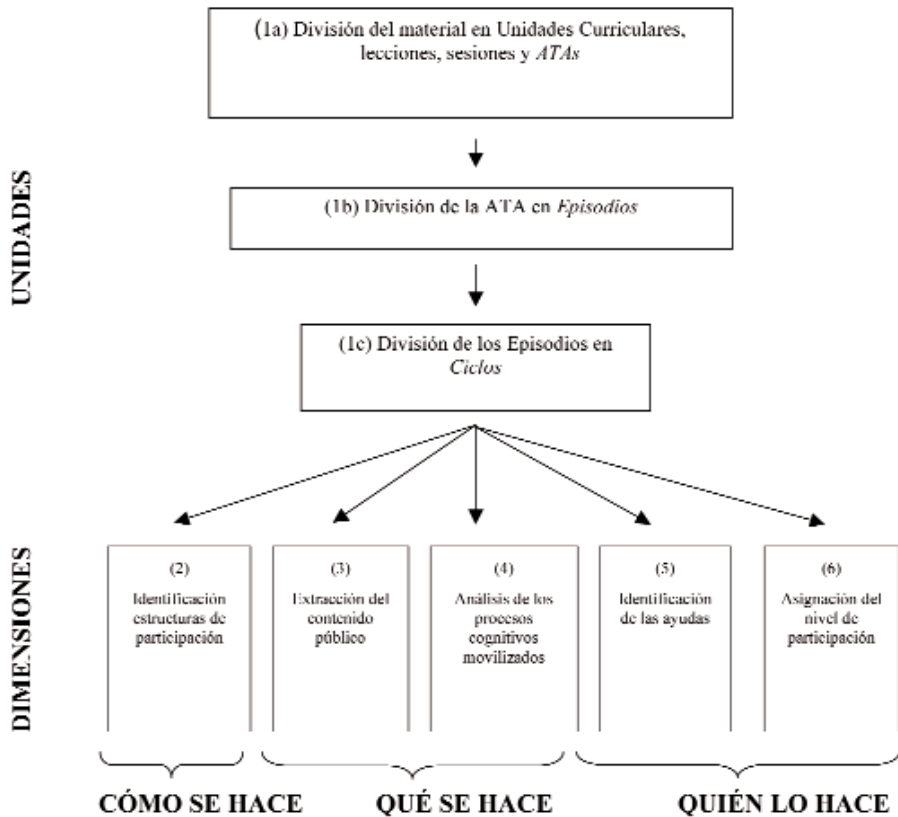 (1a) División del material en Unidades Curriculares,
lecciones, sesiones y ATAs
UNIDADES
(1b) División de la ATA en Episodios
(1c) División de los Episodios en
Ciclos
DIMENSIONES
(2)
Identificación
estructuras de
participación
(3)
Extracción del
contenido
público
(4)
Análisis de los
procesos
cognitivos
movilizados
(5)
Identificación
de las ayudas
(6)
Asignación del
nivel de
participación
CÓMO SE HACE
QUÉ SE HACE
QUIÉN LO HACE